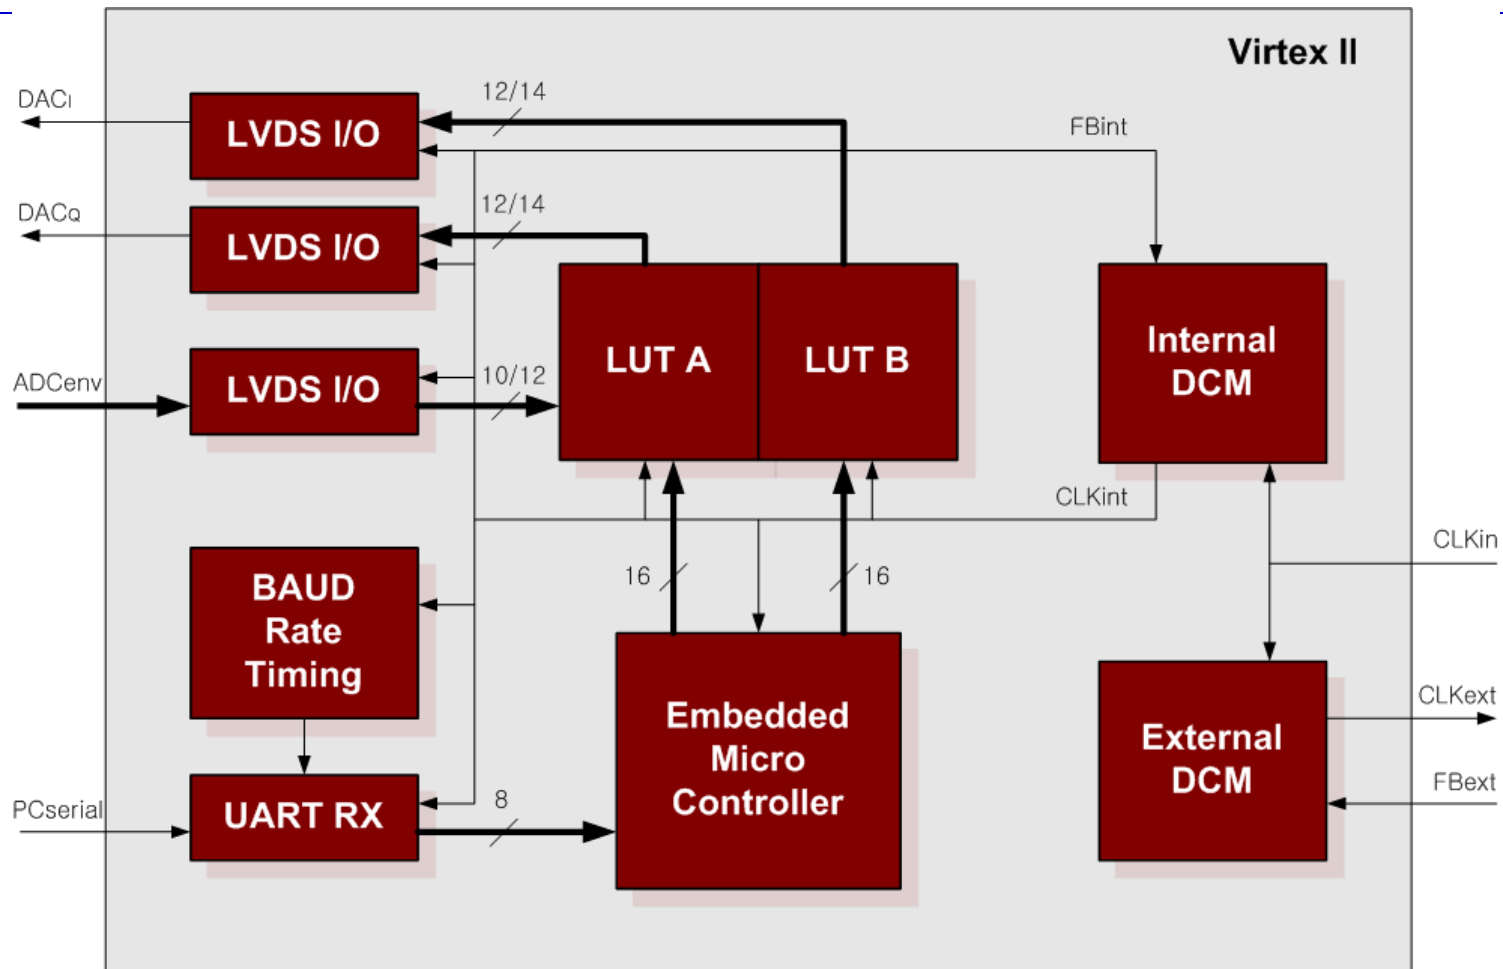 Virtex II
DACI
LVDS I/O
12/14
FBint
DACQ
LVDS I/O
12/14
ADCenv
LVDS I/O
10/12
LUT A
LUT B
Internal
DCM
CLKint
CLKin
16
16
BAUD
Rate
Timing
Embedded
Micro
Controller
External
DCM
CLKext
FBext
PCserial
UART RX
8